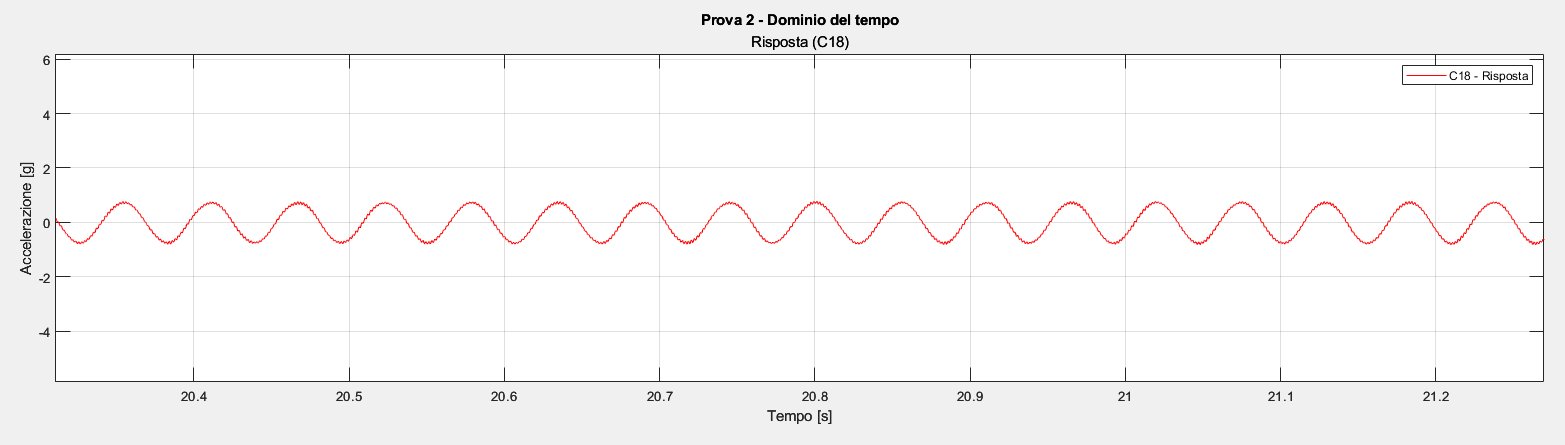 Prova 2 - Dominio del tempo
Risposta (C18)
C18 - Risposta
Accelerazione [g]
6
4
2
0
-2
-4
20.4 20.5 20.6 20.7 20.8 20.9 21 21.1 21.2
Tempo [s]